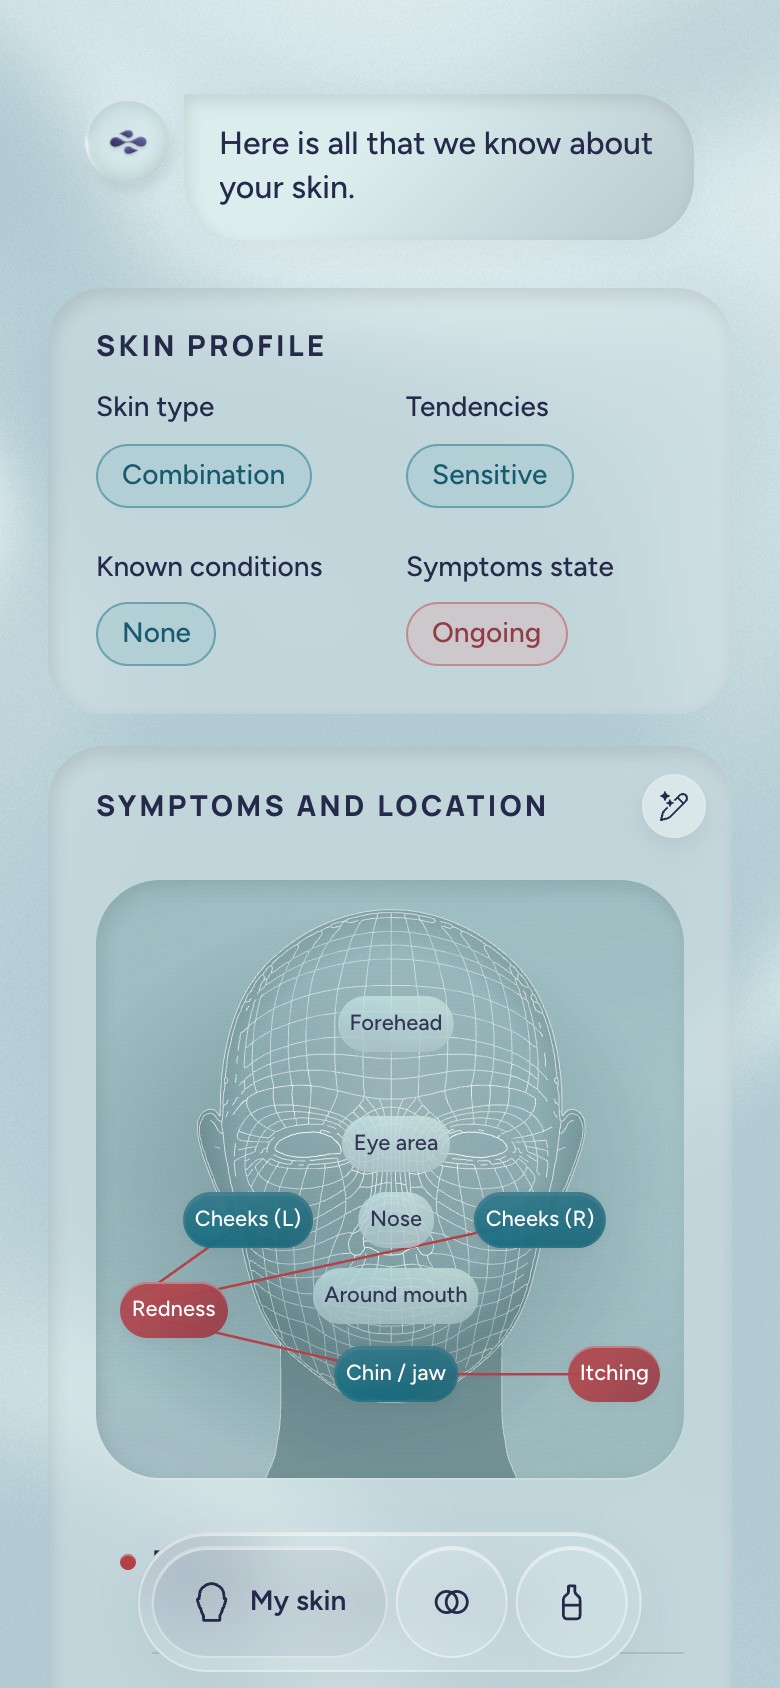 Here is all that we know about
your skin.
SKIN PROFILE
Skin type
Tendencies
Combination
Sensitive
Known conditions
Symptoms state
None
Ongoing
SYMPTOMS AND LOCATION
Forehead
Eye area
Cheeks (L)
Nose
Cheeks (R)
Around mouth
Redness
Chin / jaw
Itching
My skin